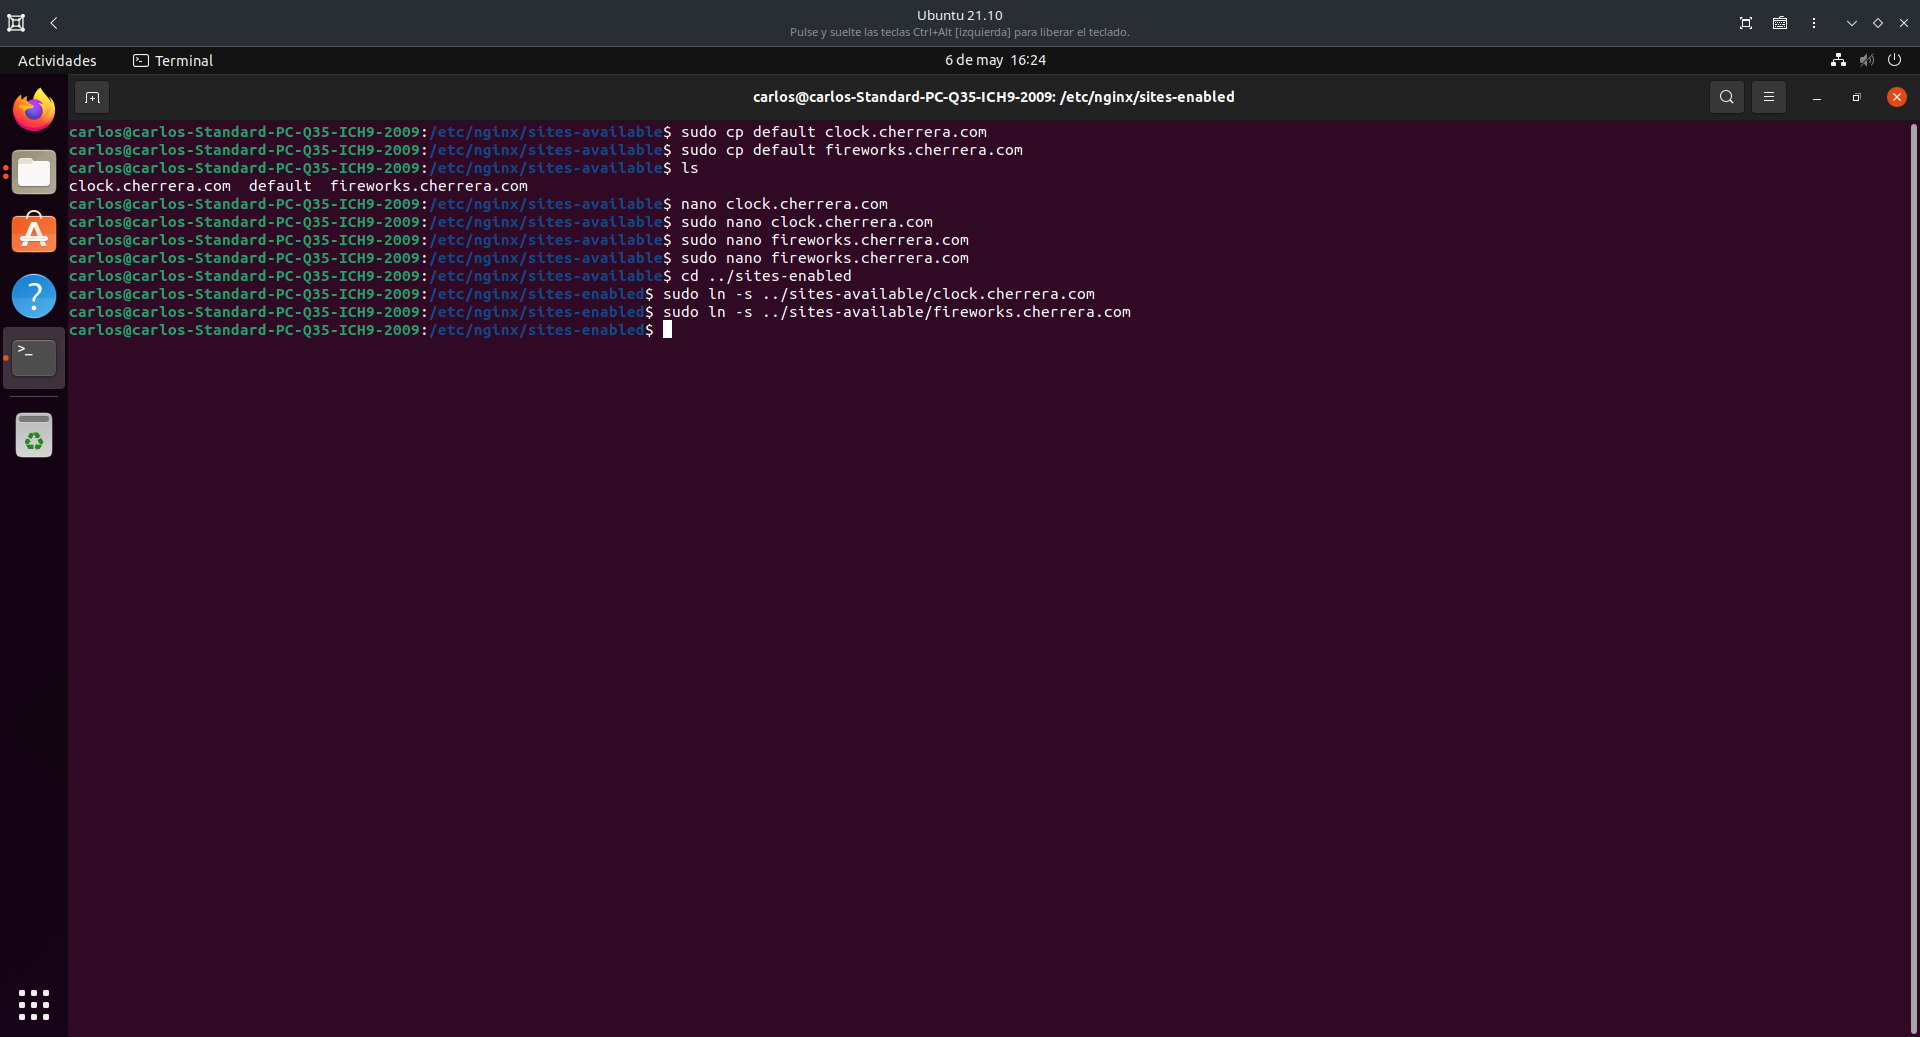 Ubuntu 21.10
Pulse y suelte las teclas Ctrl+Alt [izquierda] para liberar el teclado.
Actividades
Terminal
6 de may 16:24
carlos@carlos-Standard-PC-Q35-ICH9-2009: /etc/nginx/sites-enabled
carlos@carlos-Standard-PC-Q35-ICH9-2009:/etc/nginx/sites-available$ sudo cp default clock.cherrera.com
carlos@carlos-Standard-PC-Q35-ICH9-2009:/etc/nginx/sites-available$ sudo cp default fireworks.cherrera.com
carlos@carlos-Standard-PC-Q35-ICH9-2009:/etc/nginx/sites-available$ ls
clock.cherrera.com  default  fireworks.cherrera.com
carlos@carlos-Standard-PC-Q35-ICH9-2009:/etc/nginx/sites-available$ nano clock.cherrera.com
carlos@carlos-Standard-PC-Q35-ICH9-2009:/etc/nginx/sites-available$ sudo nano clock.cherrera.com
carlos@carlos-Standard-PC-Q35-ICH9-2009:/etc/nginx/sites-available$ sudo nano fireworks.cherrera.com
carlos@carlos-Standard-PC-Q35-ICH9-2009:/etc/nginx/sites-available$ sudo nano fireworks.cherrera.com
carlos@carlos-Standard-PC-Q35-ICH9-2009:/etc/nginx/sites-available$ cd ../sites-enabled
carlos@carlos-Standard-PC-Q35-ICH9-2009:/etc/nginx/sites-enabled$ sudo ln -s ../sites-available/clock.cherrera.com
carlos@carlos-Standard-PC-Q35-ICH9-2009:/etc/nginx/sites-enabled$ sudo ln -s ../sites-available/fireworks.cherrera.com
carlos@carlos-Standard-PC-Q35-ICH9-2009:/etc/nginx/sites-enabled$